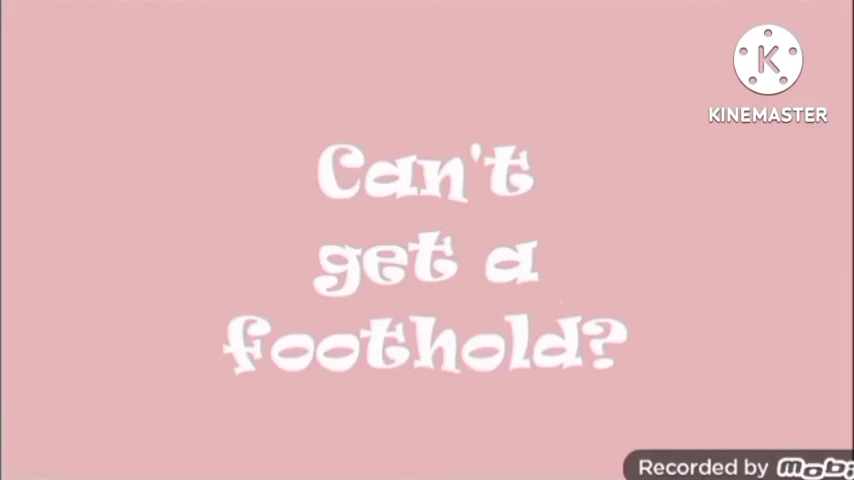 KINEMASTER
Can't
get a
foothold?
Recorded by